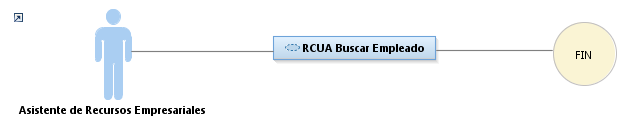 RCUA Buscar Empleado
FIN
Asistente de Recursos Empresariales